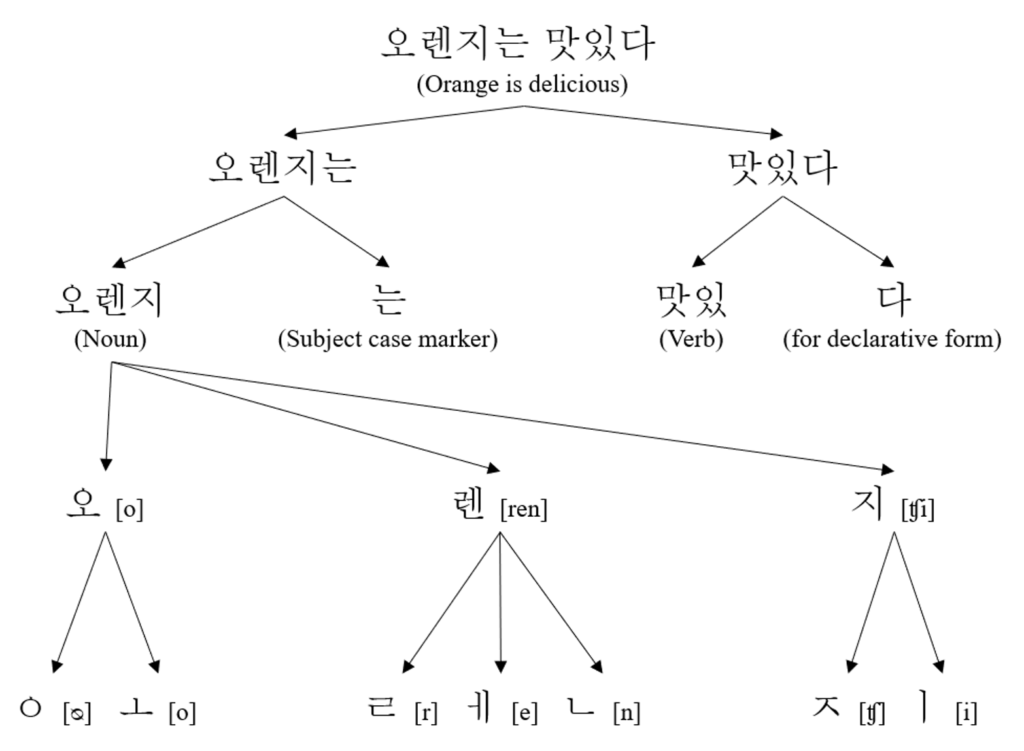 오렌지는 맛있다
(Orange is delicious)
오렌지는 맛있다
오렌지 는 맛있 다
(Noun) (Subject case marker) (Verb) (for declarative form)
오 [o] 렌 [ren] 지 [ʧi]
ㅇ [ᴓ] ㅗ [o] ㄹ [r] ㅔ [e] ㄴ [n] ㅈ [ʧ] ㅣ [i]